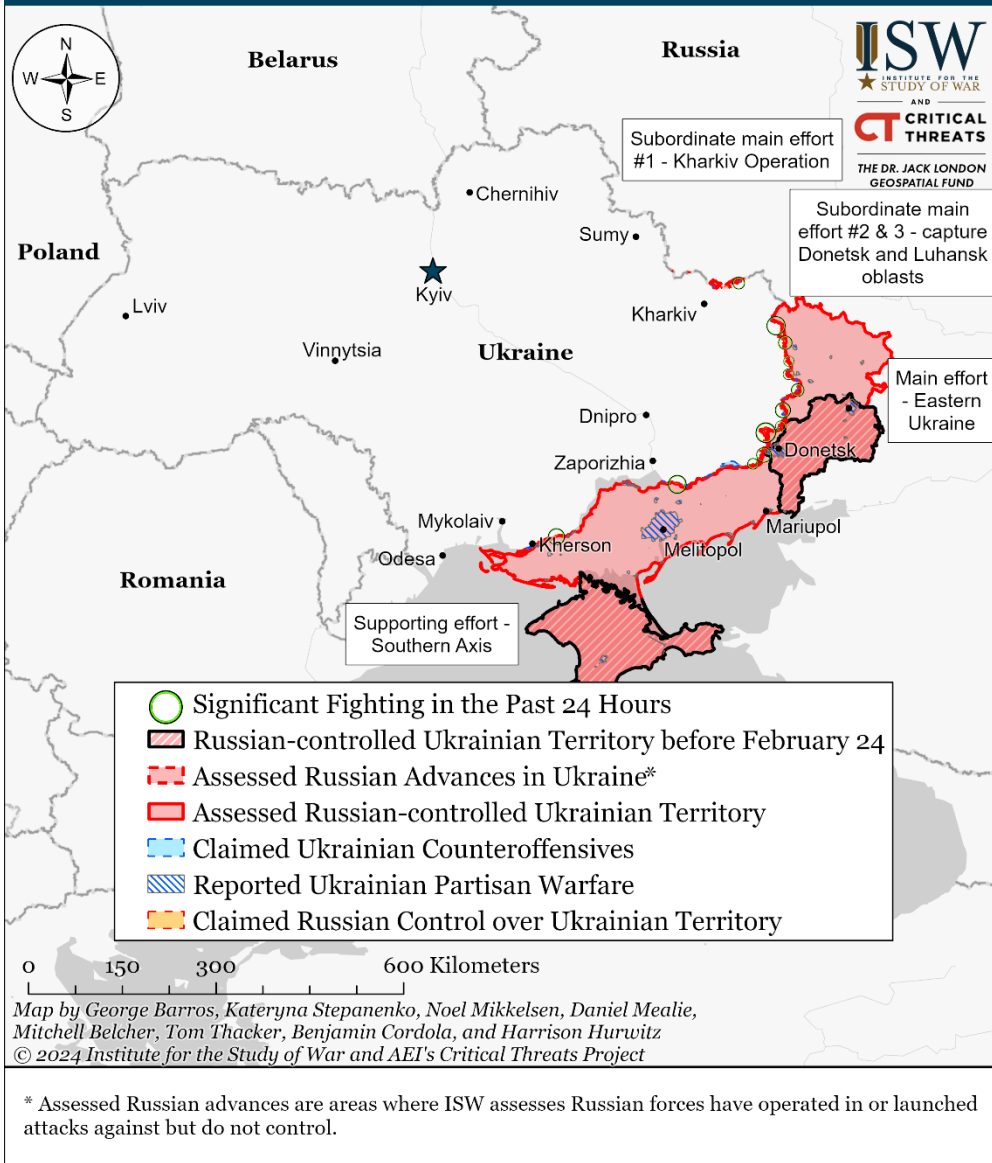 N
W
E
S
Belarus
Russia
ISW
INSTITUTE FOR THE
STUDY OF WAR
AND
CT CRITICAL
THREATS
THE DR. JACK LONDON
GEOSPATIAL FUND
Subordinate main effort
#1 - Kharkiv Operation
Subordinate main
effort #2 & 3 - capture
Donetsk and Luhansk
oblasts
Chernihiv
Sumy
Poland
Kyiv
Lviv
Kharkiv
Vinnytsia
Ukraine
Main effort
- Eastern
Ukraine
Dnipro
Donetsk
Zaporizhia
Mykolaiv
Mariupol
Kherson
Melitopol
Odesa
Romania
Supporting effort -
Southern Axis
Significant Fighting in the Past 24 Hours
Russian-controlled Ukrainian Territory before February 24
Assessed Russian Advances in Ukraine*
Assessed Russian-controlled Ukrainian Territory
Claimed Ukrainian Counteroffensives
Reported Ukrainian Partisan Warfare
Claimed Russian Control over Ukrainian Territory
0 150 300 600 Kilometers
Map by George Barros, Kateryna Stepanenko, Noel Mikkelsen, Daniel Mealie,
Mitchell Belcher, Tom Thacker, Benjamin Cordola, and Harrison Hurwitz
© 2024 Institute for the Study of War and AEI's Critical Threats Project
* Assessed Russian advances are areas where ISW assesses Russian forces have operated in or launched
attacks against but do not control.